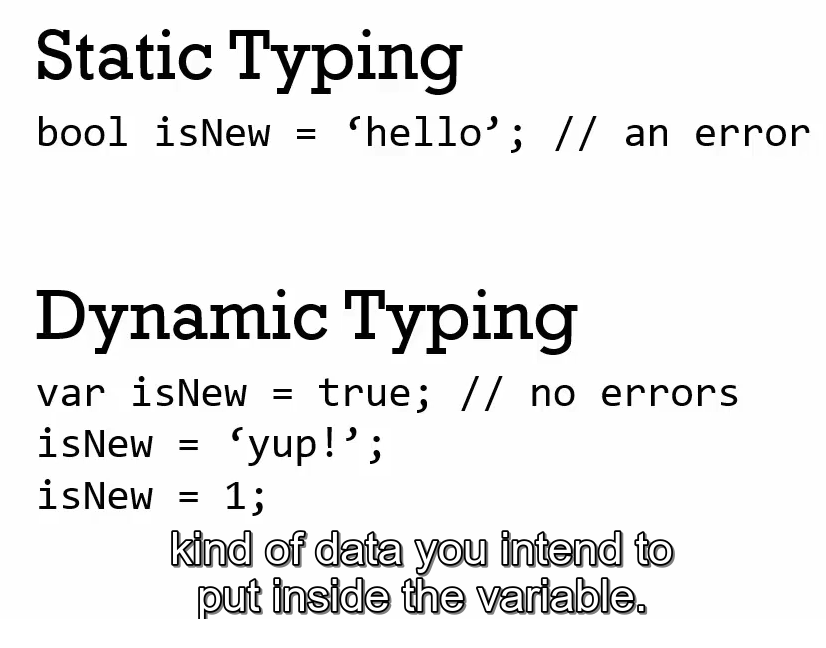 Static Typing
bool isNew = ‘hello’; // an error
Dynamic Typing
var isNew = true; // no errors
isNew = ‘yup!’;
isNew = 1;
kind of data you intend to
put inside the variable.